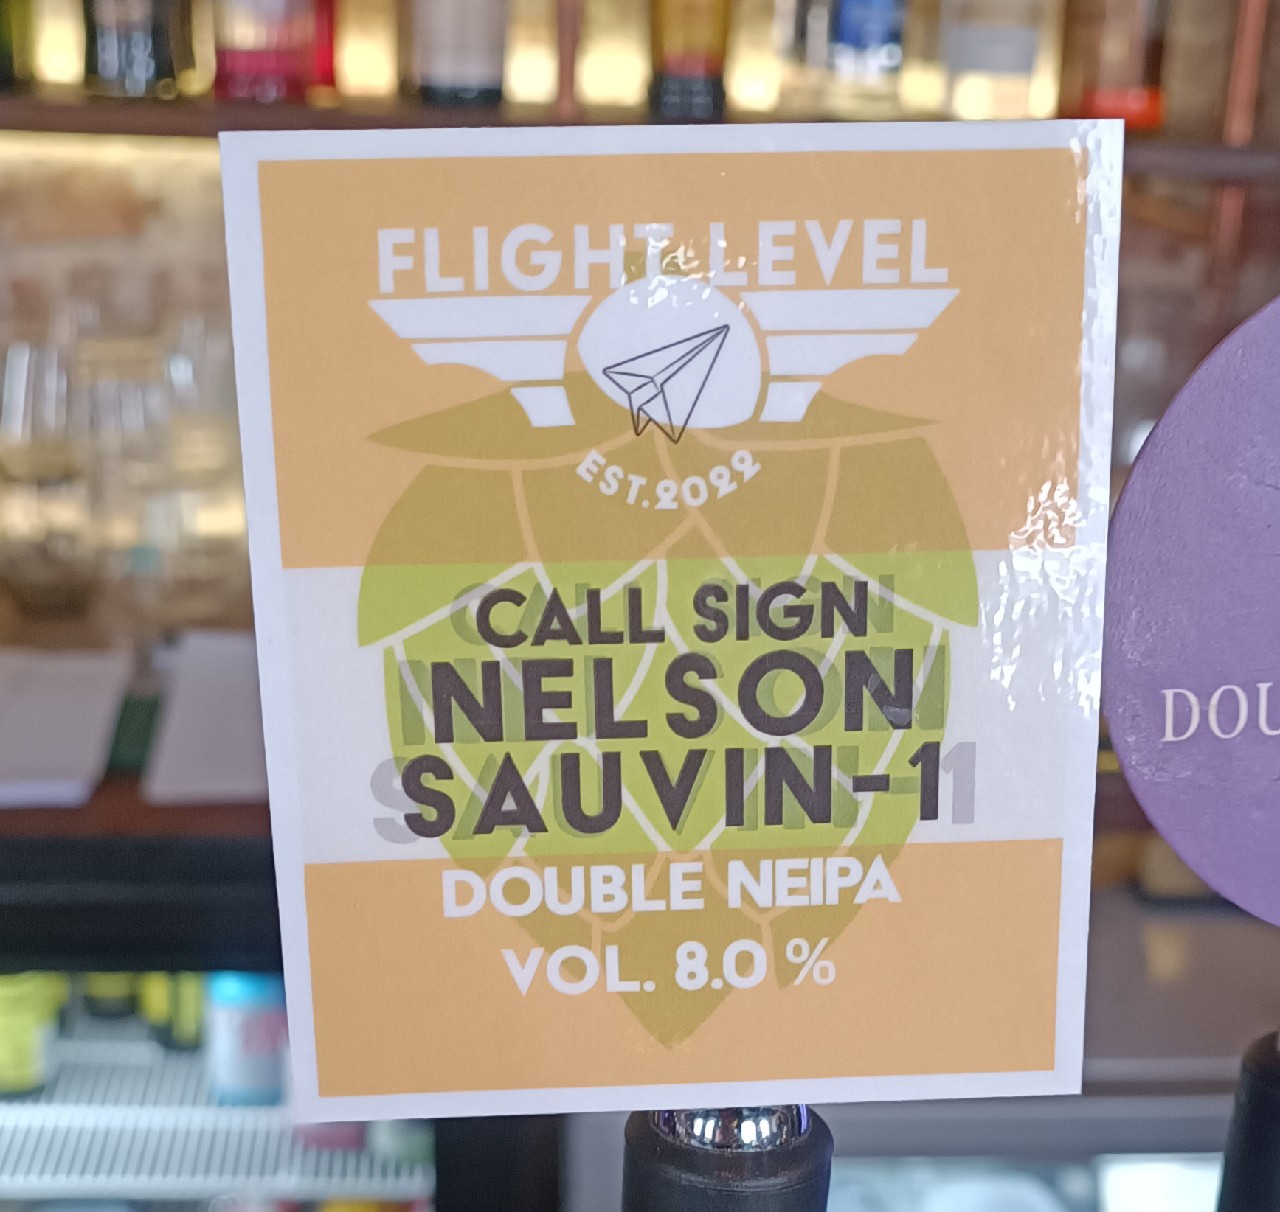 FLIGHT LEVEL
EST.2022
CALL SIGN
NELSON
SAUVIN-1
DOUBLE NEIPA
VOL. 8.0 %
DOU